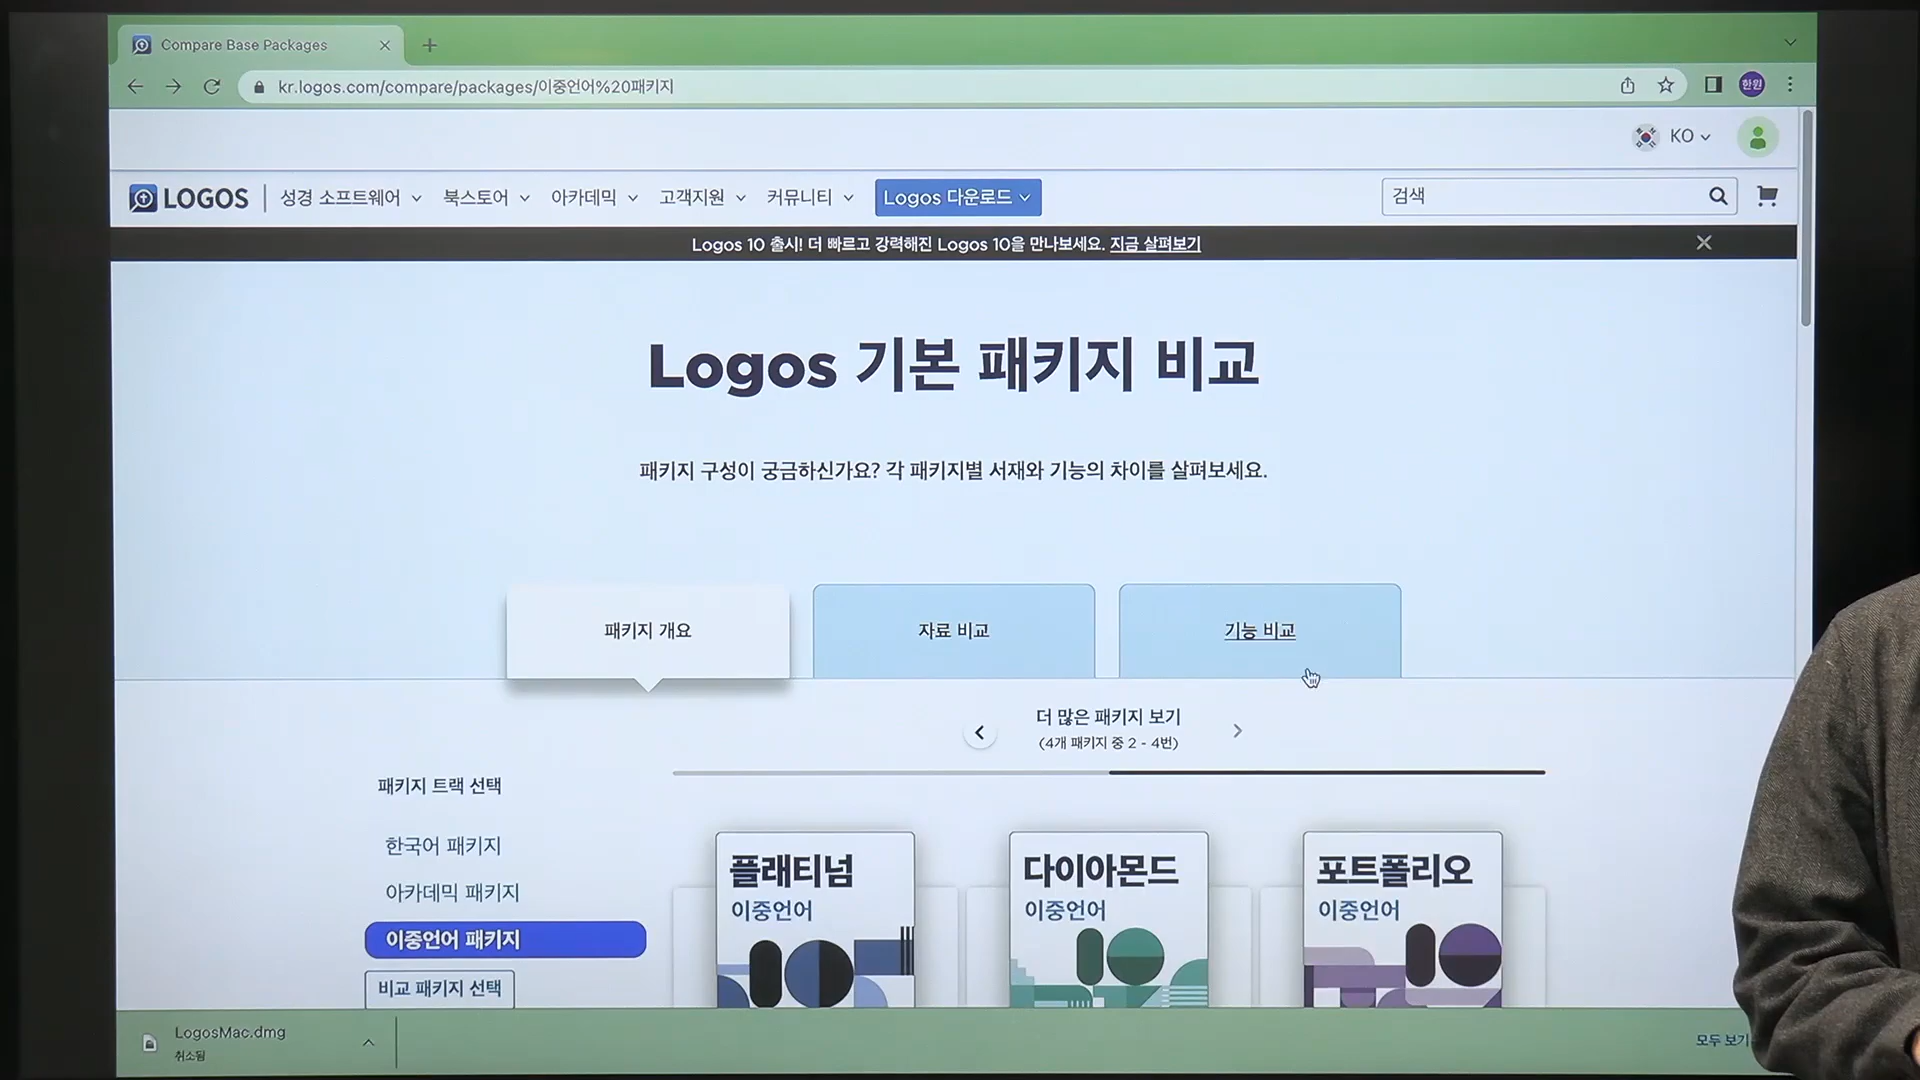 Compare Base Packages
kr.logos.com/compare/packages/이중언어%20패키지
한원
KO
LOGOS
성경 소프트웨어
북스토어
아카데믹
고객지원
커뮤니티
Logos 다운로드
검색
Logos 10 출시! 더 빠르고 강력해진 Logos 10을 만나보세요. 지금 살펴보기
Logos 기본 패키지 비교
패키지 구성이 궁금하신가요? 각 패키지별 서재와 기능의 차이를 살펴보세요.
패키지 개요
자료 비교
기능 비교
더 많은 패키지 보기
(4개 패키지 중 2 - 4번)
패키지 트랙 선택
한국어 패키지
아카데믹 패키지
이중언어 패키지
비교 패키지 선택
플래티넘
이중언어
10
다이아몬드
이중언어
10
포트폴리오
이중언어
10
LogosMac.dmg
취소됨
모두 보기